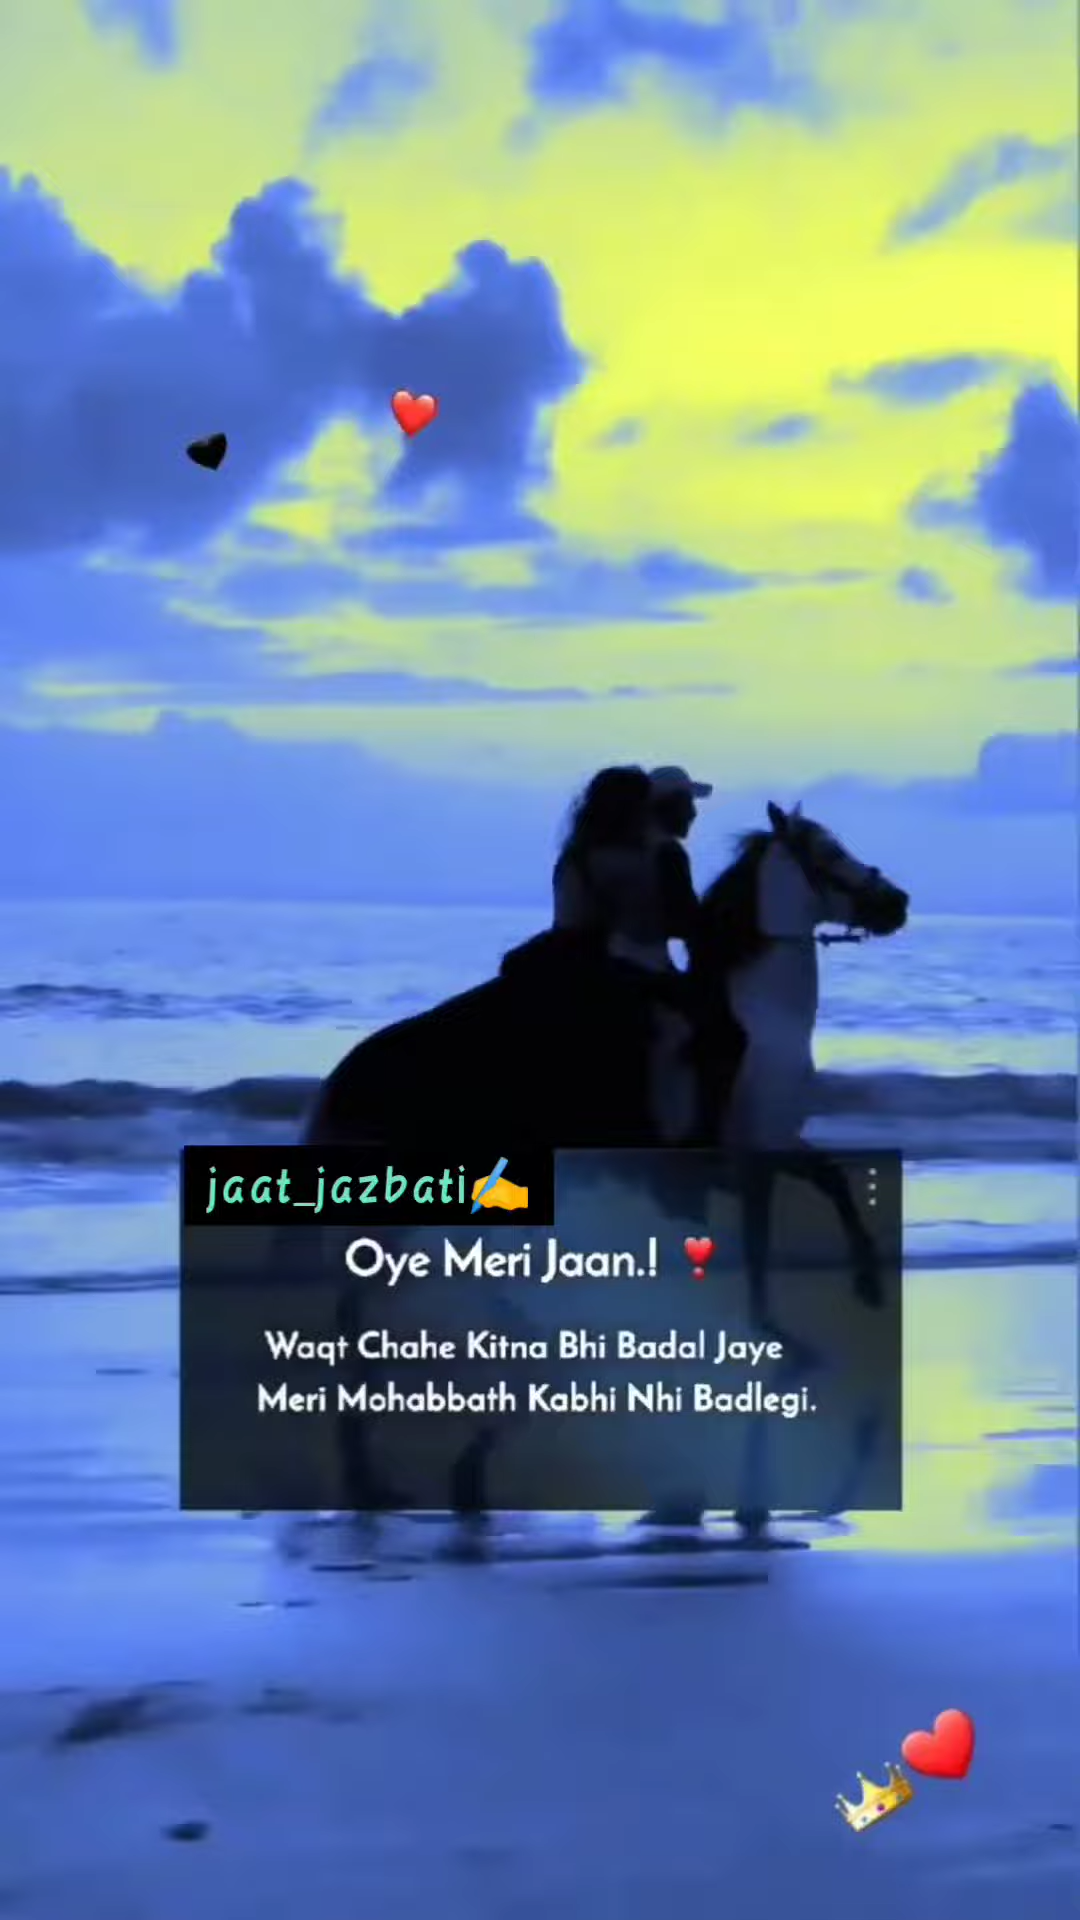 jaat_jazbati✍️
Oye Meri Jaan.! ❣️
Waqt Chahe Kitna Bhi Badal Jaye
Meri Mohabbath Kabhi Nhi Badlegi.